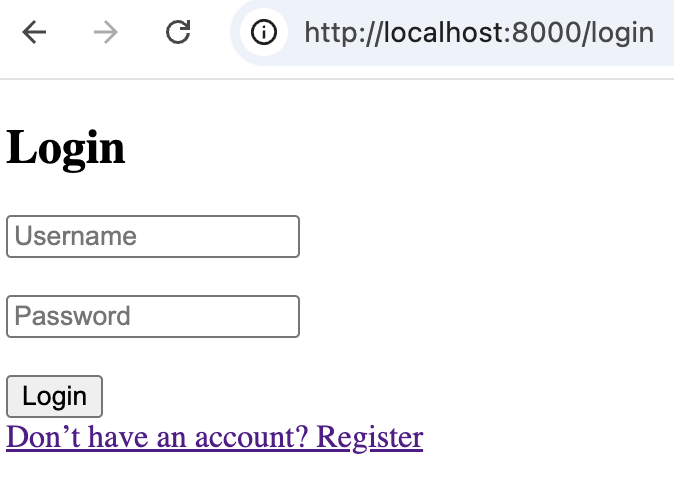 http://localhost:8000/login
Login
Username
Password
Login
Don’t have an account? Register